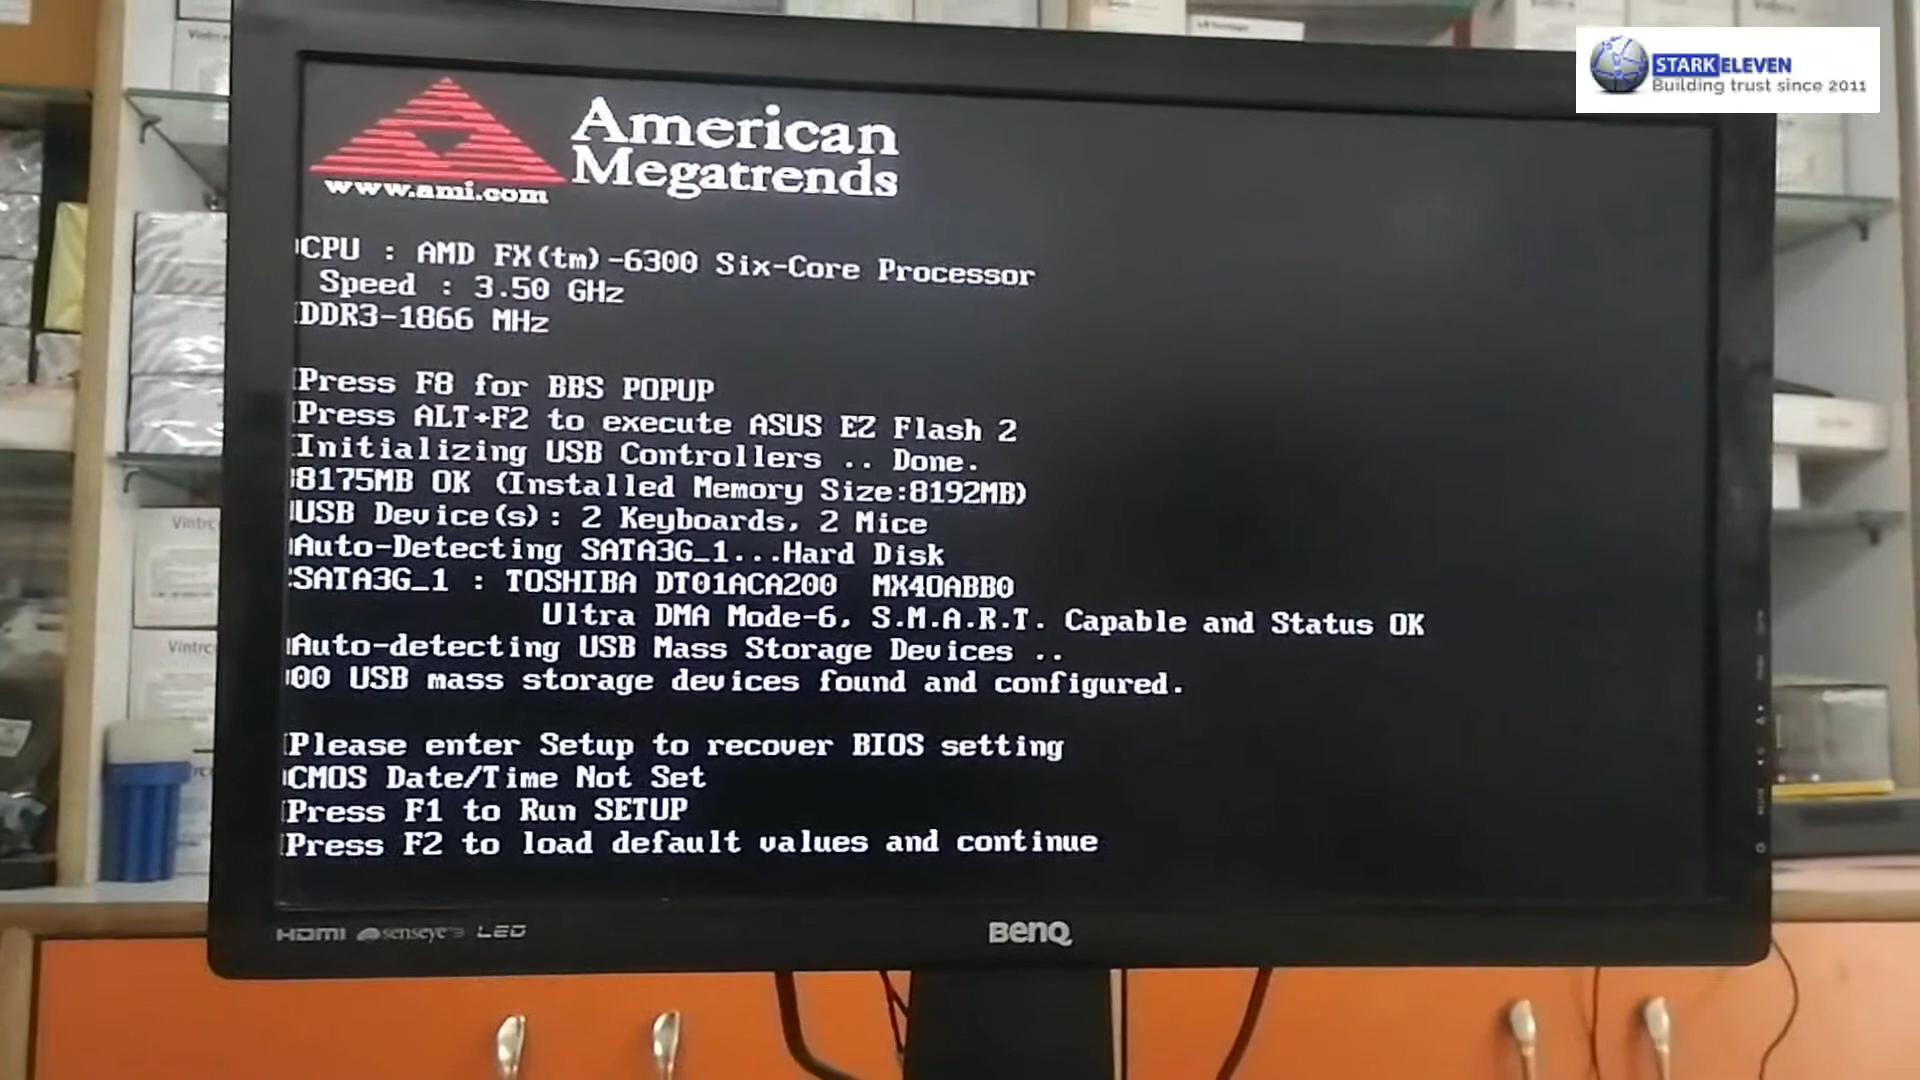 STARK ELEVEN
Building trust since 2011
American
Megatrends
www.ami.com
CPU : AMD FX(tm)-6300 Six-Core Processor
Speed : 3.50 GHz
DDR3-1866 MHz
Press F8 for BBS POPUP
Press ALT+F2 to execute ASUS EZ Flash 2
Initializing USB Controllers .. Done.
8175MB OK (Installed Memory Size:8192MB)
USB Device(s): 2 Keyboards, 2 Mice
Auto-Detecting SATA3G_1...Hard Disk
SATA3G_1 : TOSHIBA DT01ACA200 MX4OABB0
Ultra DMA Mode-6, S.M.A.R.T. Capable and Status OK
Auto-detecting USB Mass Storage Devices ..
00 USB mass storage devices found and configured.
Please enter Setup to recover BIOS setting
CMOS Date/Time Not Set
Press F1 to Run SETUP
Press F2 to load default values and continue
HDMI senseye3 LED
BenQ